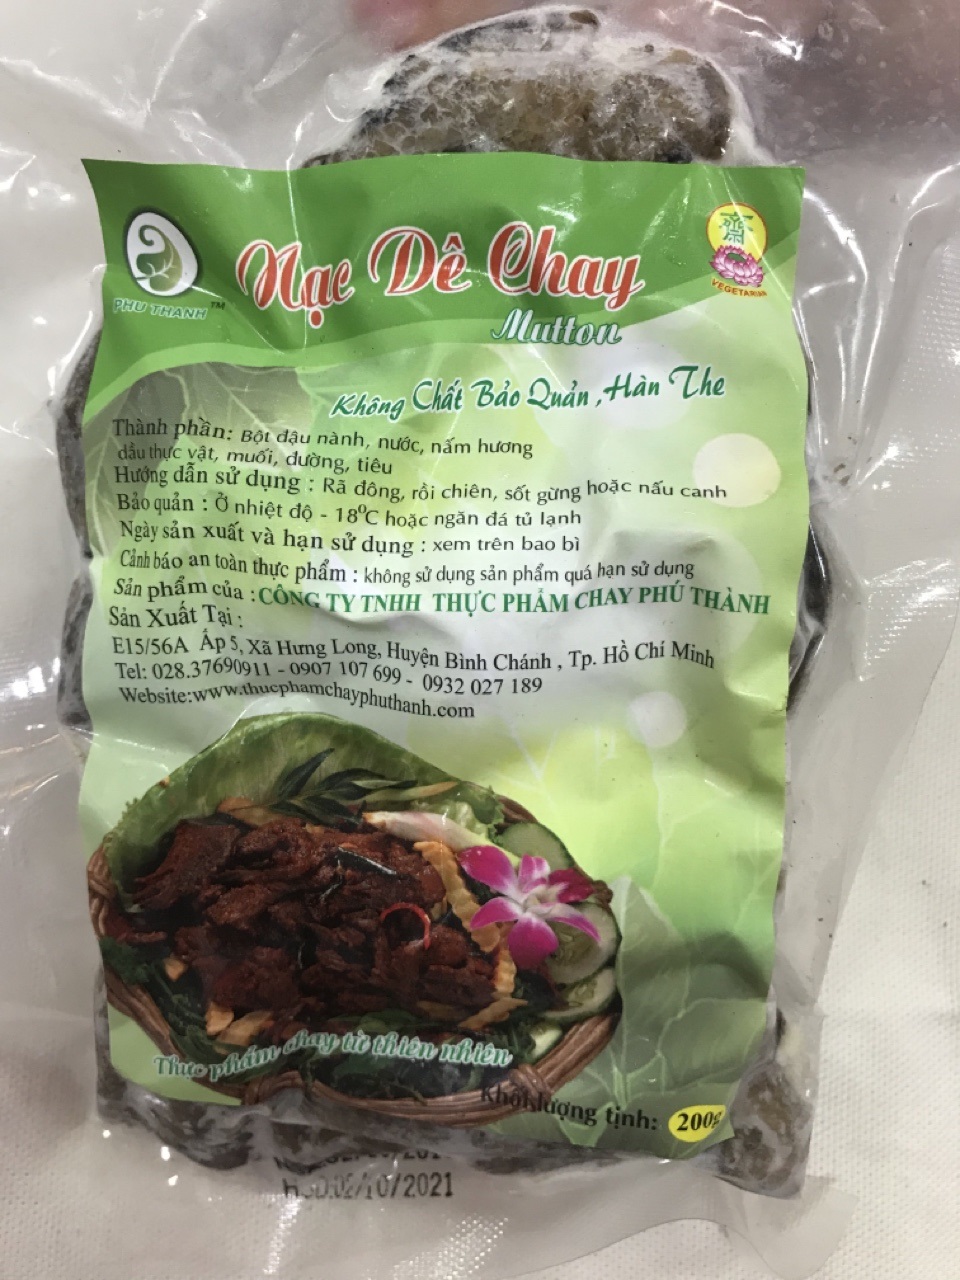 PHU THANH™
Nạc Dê Chay
齋
VEGETARIAN
Mutton
Không Chất Bảo Quản, Hàn The
Thành phần: Bột đậu nành, nước, nấm hương
dầu thực vật, muối, đường, tiêu
Hướng dẫn sử dụng : Rã đông, rồi chiên, sốt gừng hoặc nấu canh
Bảo quản : Ở nhiệt độ - 18⁰C hoặc ngăn đá tủ lạnh
Ngày sản xuất và hạn sử dụng : xem trên bao bì
Cảnh báo an toàn thực phẩm : không sử dụng sản phẩm quá hạn sử dụng
Sản phẩm của : CÔNG TY TNHH THỰC PHẨM CHAY PHÚ THÀNH
Sản Xuất Tại :
E15/56A Ấp 5, Xã Hưng Long, Huyện Bình Chánh , Tp. Hồ Chí Minh
Tel: 028.37690911 - 0907 107 699 - 0932 027 189
Website:www.thucphamchayphuthanh.com
Thực phẩm chay từ thiên nhiên
Khối lượng tịnh: 200g
HSD:02/10/2021